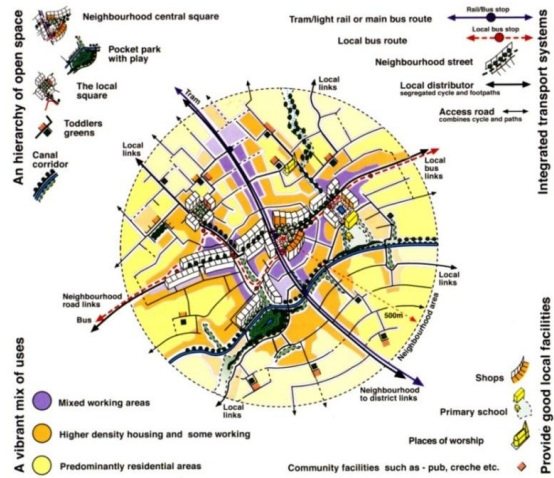 An hierarchy of open space
Neighbourhood central square
Pocket park
with play
The local
square
Toddlers
greens
Canal
corridor
Integrated transport systems
Tram/light rail or main bus route
Rail/Bus stop
Local bus route
Local bus stop
Neighbourhood street
Local distributor
segregated cycle and footpaths
Access road
combines cycle and paths
Tram
Local
links
Local
links
Local
bus
links
Local
links
Neighbourhood
road links
Bus
500m
Neighbourhood area
Neighbourhood
to district links
Local
links
A vibrant mix of uses
Mixed working areas
Higher density housing and some working
Predominantly residential areas
Provide good local facilities
Shops
Primary school
Places of worship
Community facilities such as - pub, creche etc.